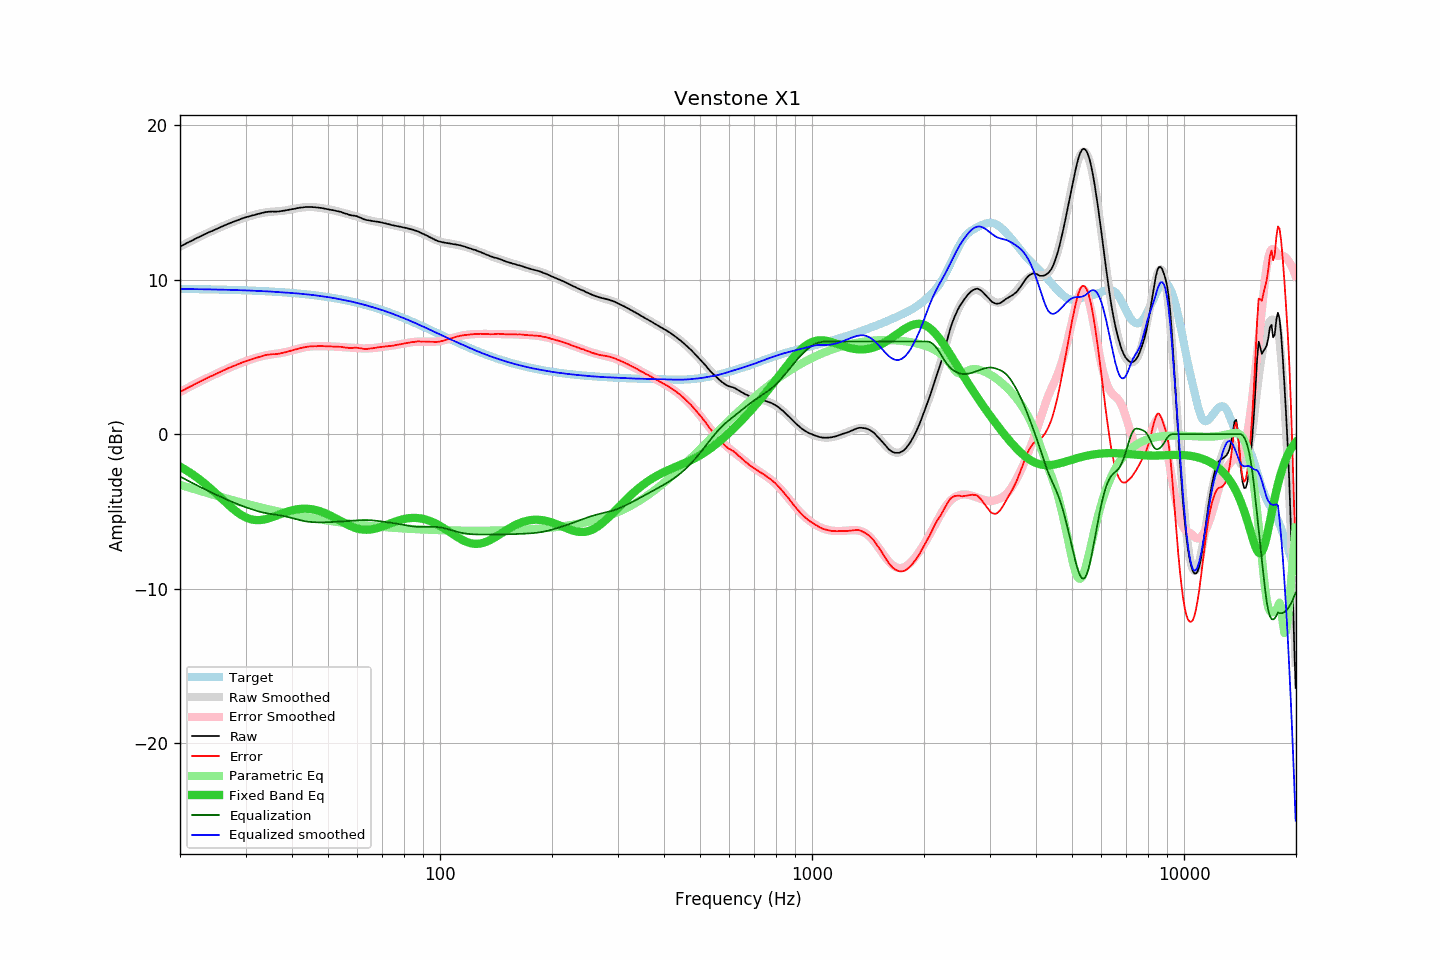 Venstone X1
20
10
0
−10
−20
Amplitude (dBr)
100
1000
10000
Frequency (Hz)
Target
Raw Smoothed
Error Smoothed
Raw
Error
Parametric Eq
Fixed Band Eq
Equalization
Equalized smoothed